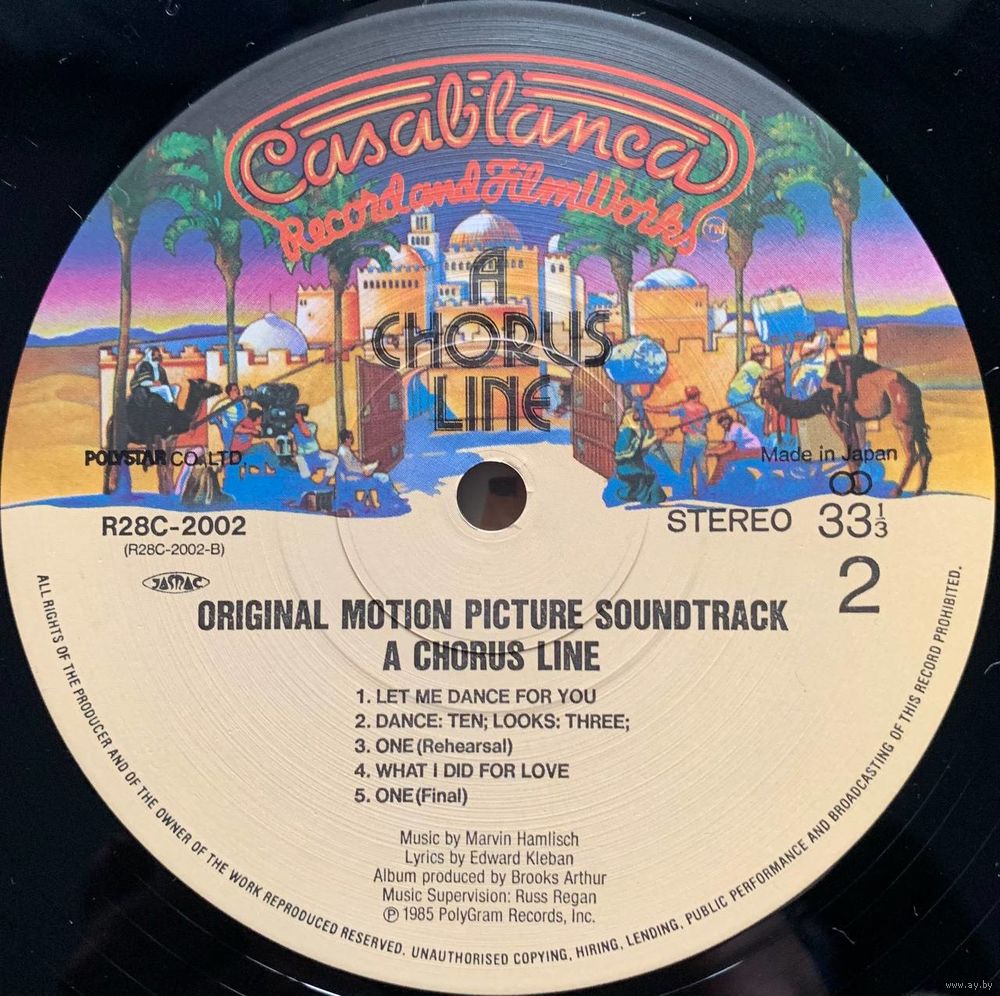 Casablanca
Record and FilmWorks
TM
A
CHORUS
LINE
POLYSTAR CO., LTD
Made in Japan
R28C-2002
(R28C-2002-B)
STEREO 33 1/3
2
JASRAC
ORIGINAL MOTION PICTURE SOUNDTRACK
A CHORUS LINE
1. LET ME DANCE FOR YOU
2. DANCE: TEN; LOOKS: THREE;
3. ONE (Rehearsal)
4. WHAT I DID FOR LOVE
5. ONE (Final)
Music by Marvin Hamlisch
Lyrics by Edward Kleban
Album produced by Brooks Arthur
Music Supervision: Russ Regan
℗ 1985 PolyGram Records, Inc.
ALL RIGHTS OF THE PRODUCER AND OF THE OWNER OF THE WORK REPRODUCED RESERVED. UNAUTHORISED COPYING, HIRING, LENDING, PUBLIC PERFORMANCE AND BROADCASTING OF THIS RECORD PROHIBITED.
www.ay.by